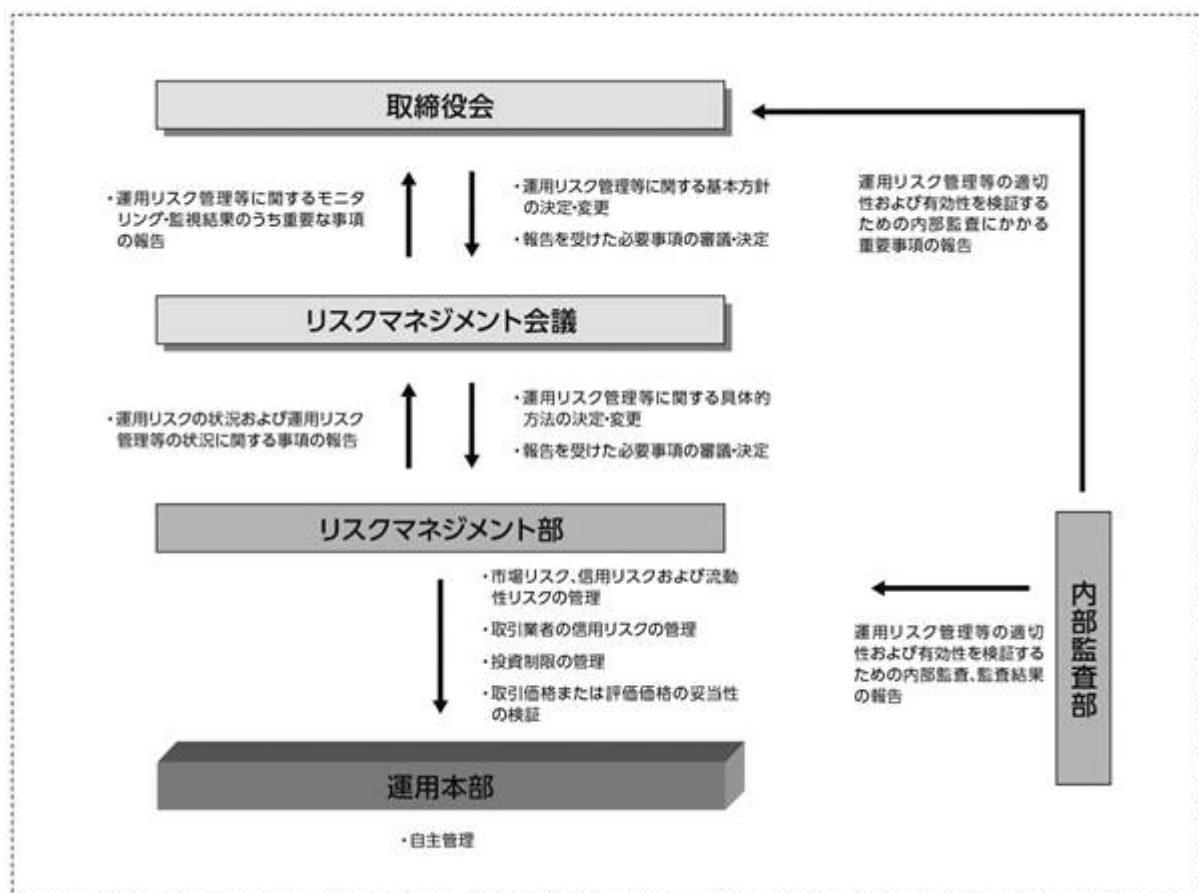 取締役会
・運用リスク管理等に関するモニタ
リング・監視結果のうち重要な事項
の報告
・運用リスク管理等に関する基本方針
の決定・変更
・報告を受けた必要事項の審議・決定
運用リスク管理等の適切
性および有効性を検証する
ための内部監査にかかる
重要事項の報告
リスクマネジメント会議
・運用リスクの状況および運用リスク
管理等の状況に関する事項の報告
・運用リスク管理等に関する具体的
方法の決定・変更
・報告を受けた必要事項の審議・決定
リスクマネジメント部
・市場リスク、信用リスクおよび流動
性リスクの管理
・取引業者の信用リスクの管理
・投資制限の管理
・取引価格または評価価格の妥当性
の検証
運用リスク管理等の適切
性および有効性を検証する
ための内部監査、監査結果
の報告
内部監査部
運用本部
・自主管理